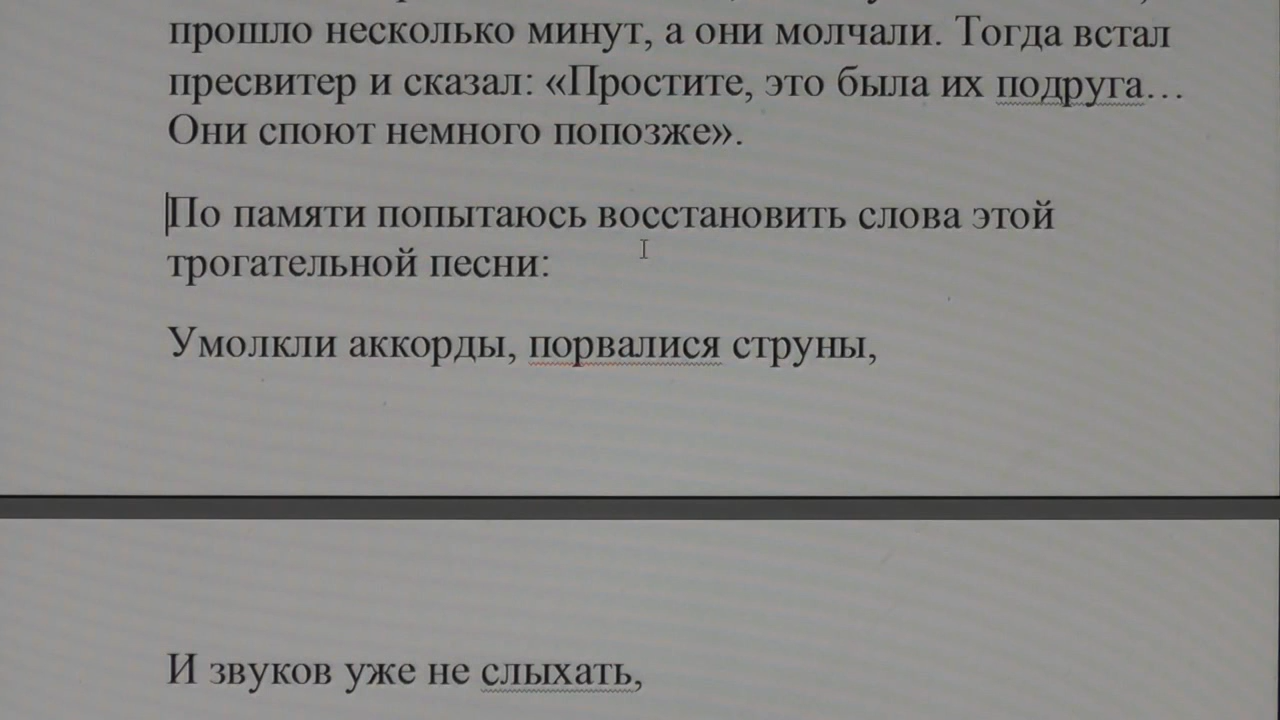 прошло несколько минут, а они молчали. Тогда встал
пресвитер и сказал: «Простите, это была их подруга…
Они споют немного попозже».
По памяти попытаюсь восстановить слова этой
трогательной песни:
Умолкли аккорды, порвалися струны,
И звуков уже не слыхать,